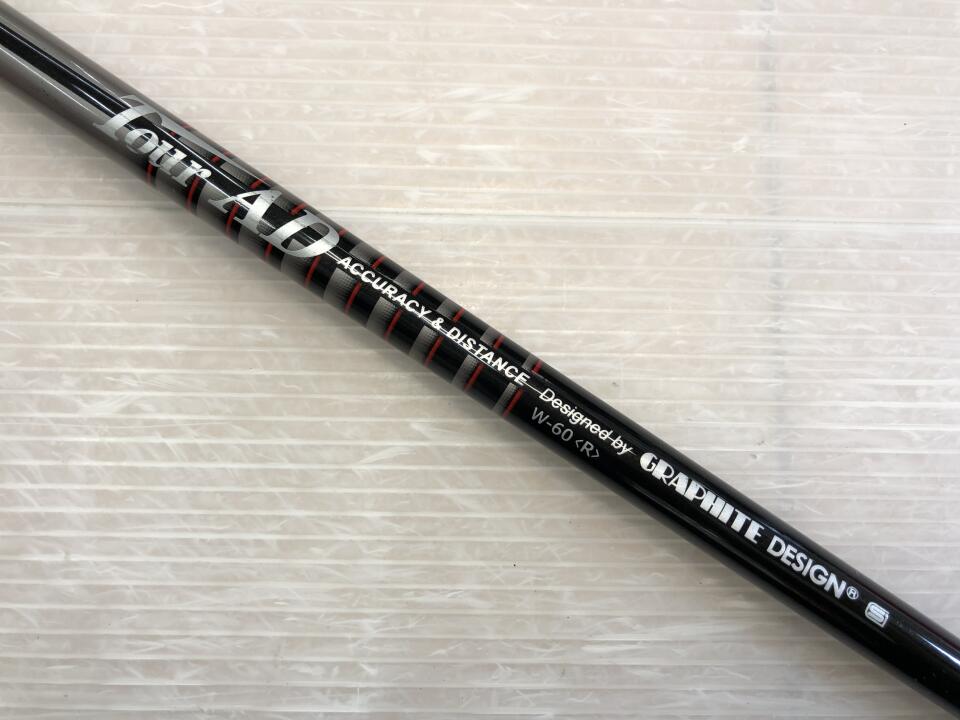 Tour AD
ACCURACY & DISTANCE
Designed by
W-60 <R>
GRAPHITE DESIGN®
S